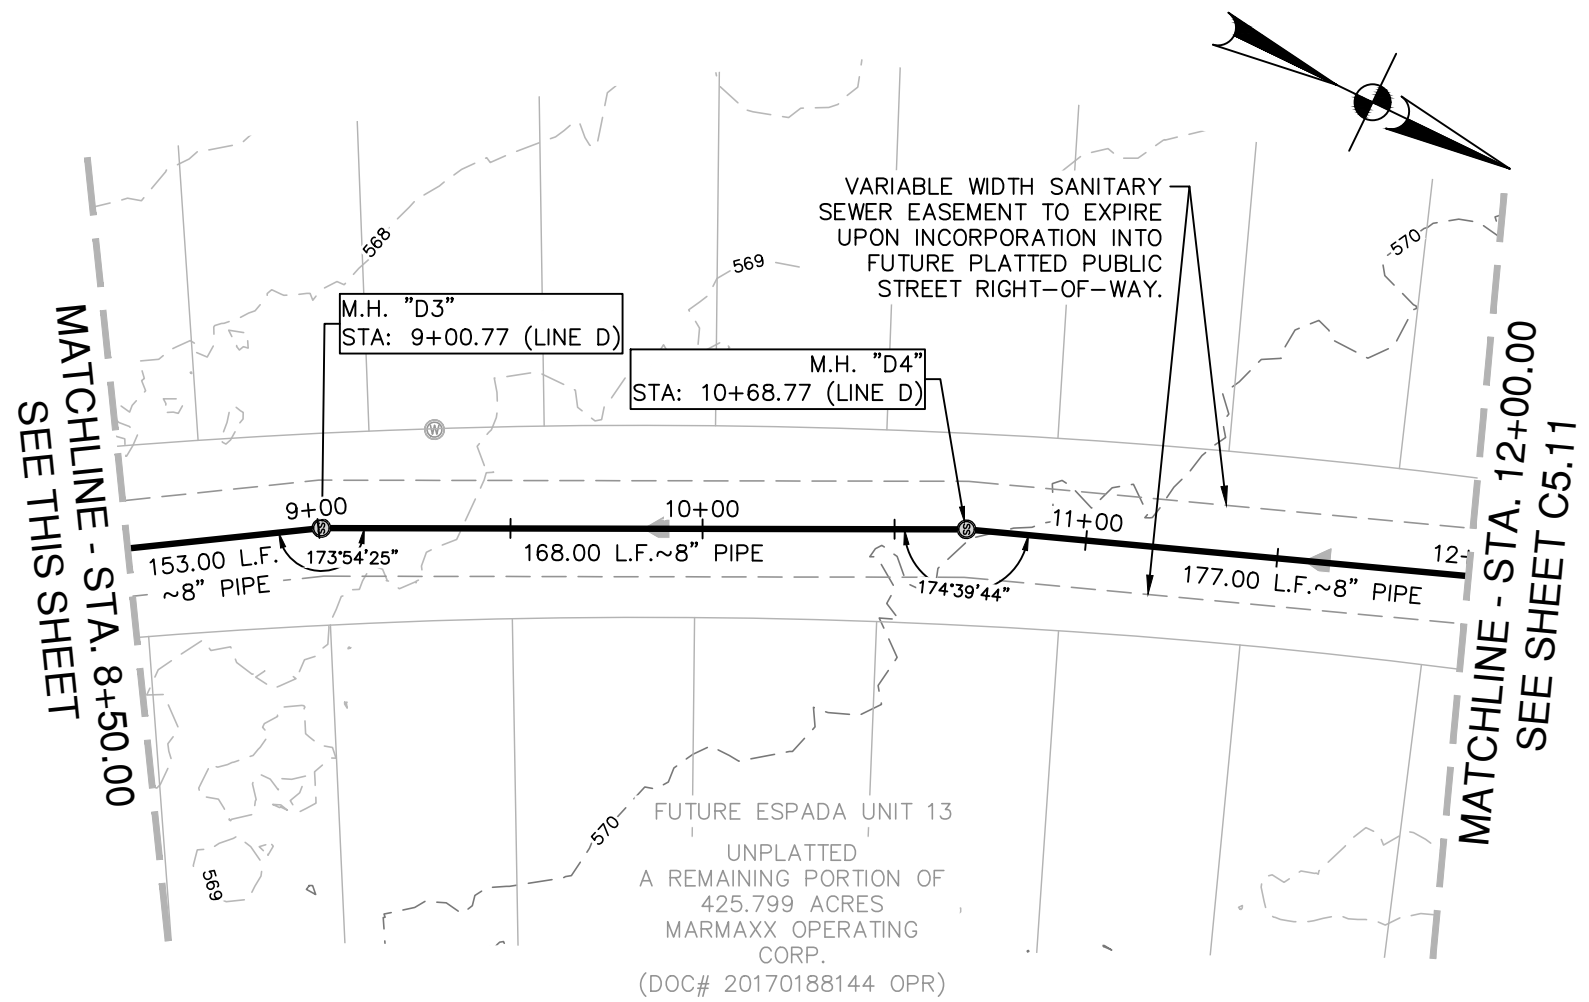 VARIABLE WIDTH SANITARY
SEWER EASEMENT TO EXPIRE
UPON INCORPORATION INTO
FUTURE PLATTED PUBLIC
STREET RIGHT-OF-WAY.
568
569
570
M.H. "D3"
STA: 9+00.77 (LINE D)
M.H. "D4"
STA: 10+68.77 (LINE D)
MATCHLINE - STA. 8+50.00
SEE THIS SHEET
MATCHLINE - STA. 12+00.00
SEE SHEET C5.11
W
9+00
10+00
11+00
12+
SS
SS
153.00 L.F.
~8" PIPE
173°54'25"
168.00 L.F.~8" PIPE
174°39'44"
177.00 L.F.~8" PIPE
570
569
FUTURE ESPADA UNIT 13
UNPLATTED
A REMAINING PORTION OF
425.799 ACRES
MARMAXX OPERATING
CORP.
(DOC# 20170188144 OPR)